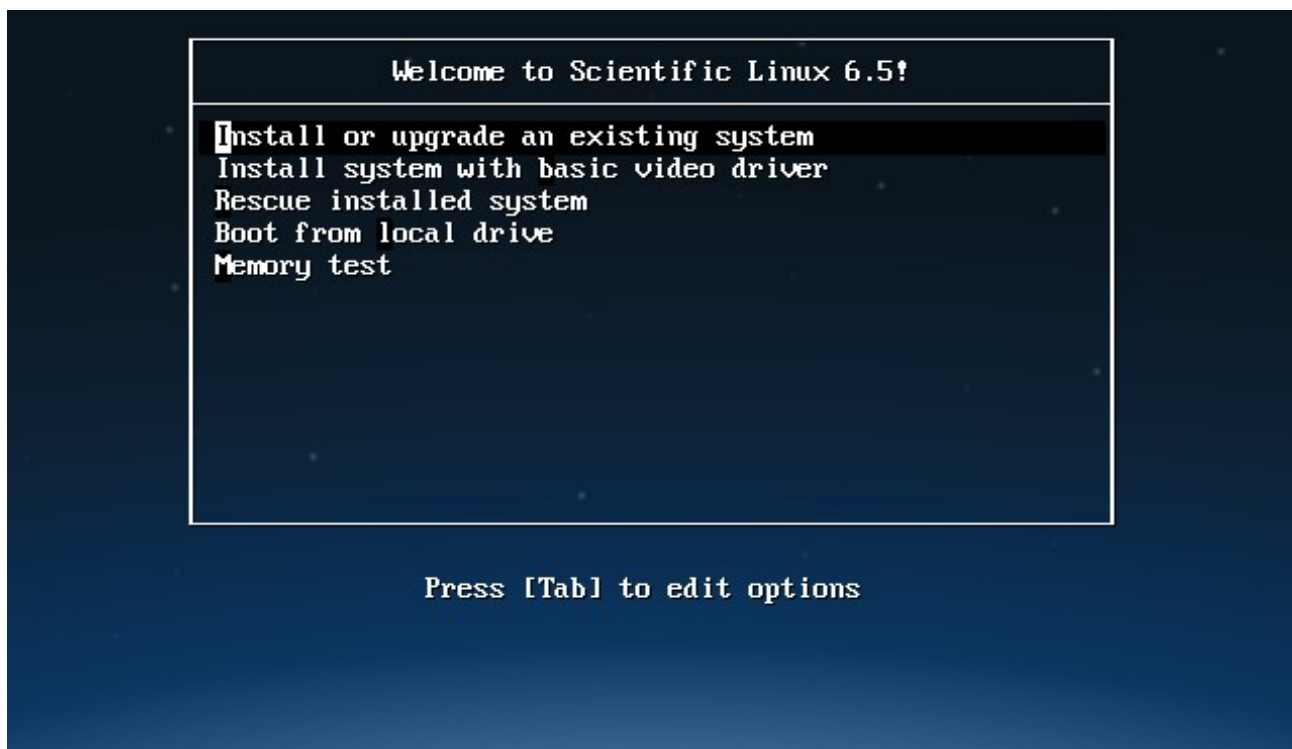 Welcome to Scientific Linux 6.5!
Install or upgrade an existing system
Install system with basic video driver
Rescue installed system
Boot from local drive
Memory test
Press [Tab] to edit options